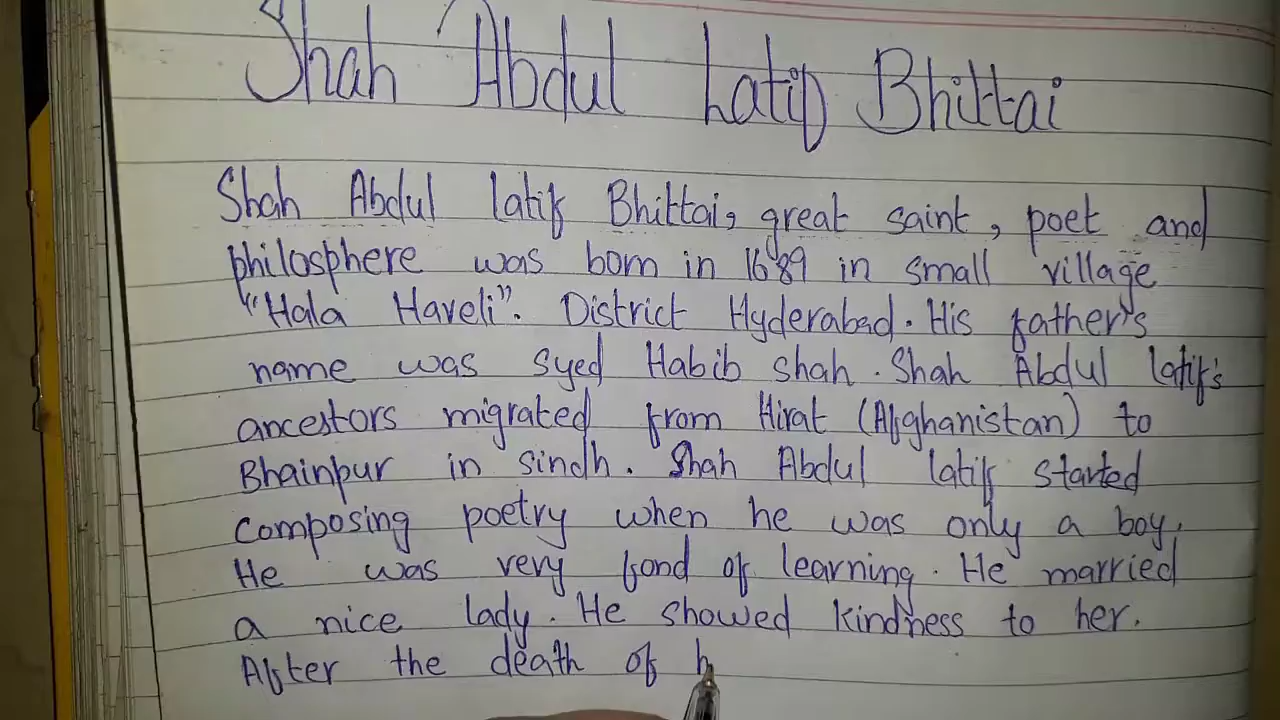 Shah Abdul Latif Bhittai
Shah Abdul latif Bhittai, great saint, poet and
philosphere was born in 1689 in small village
"Hala Haveli". District Hyderabad. His father's
name was Syed Habib shah. Shah Abdul latif's
ancestors migrated from Hirat (Afghanistan) to
Bhainpur in sindh. Shah Abdul latif started
composing poetry when he was only a boy.
He was very fond of learning. He married
a nice lady. He showed kindness to her.
After the death of h